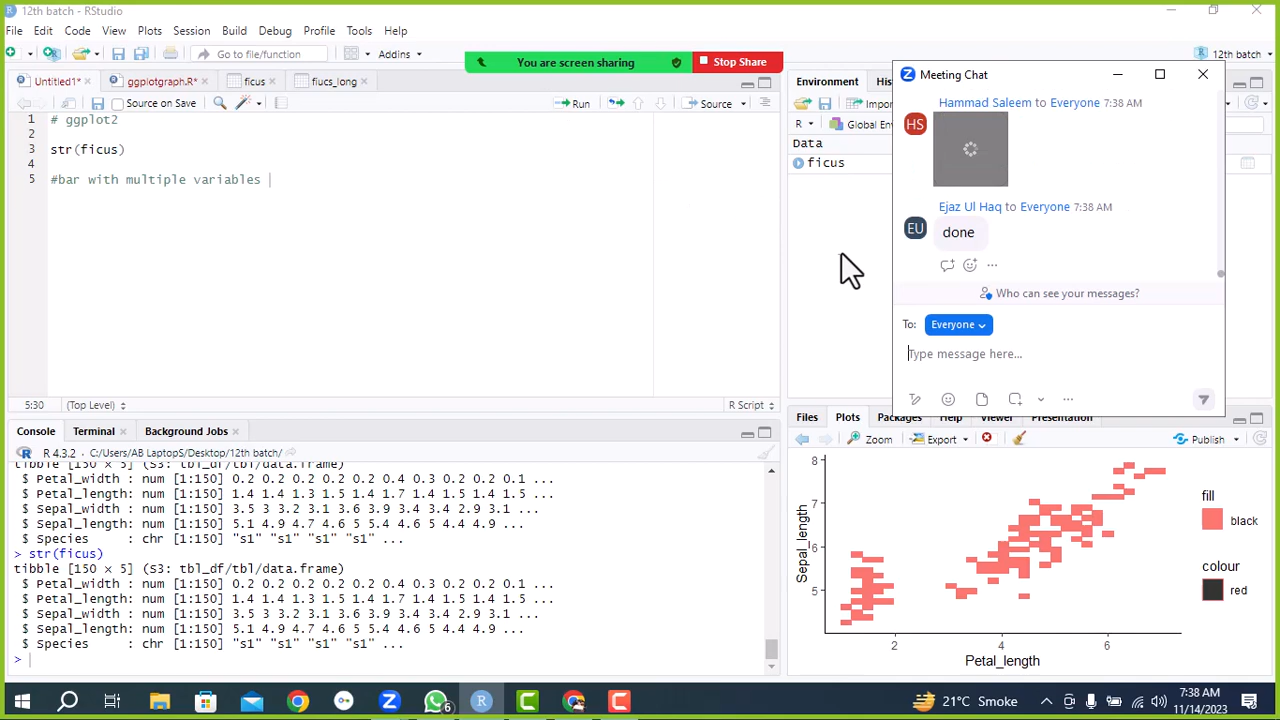 12th batch - RStudio
File Edit Code View Plots Session Build Debug Profile Tools Help
Go to file/function
Addins
12th batch
You are screen sharing
Stop Share
Untitled1*
ggplotgraph.R*
ficus
ficus_long
Source on Save
Run
Source
1 # ggplot2
2
3 str(ficus)
4
5 #bar with multiple variables
5:30
(Top Level)
R Script
Console
Terminal
Background Jobs
R 4.3.2 · C:/Users/AB LaptopS/Desktop/12th batch/
tibble [150 × 5] (S3: tbl_df/tbl/data.frame)
$ Petal_width : num [1:150] 0.2 0.2 0.2 0.2 0.2 0.4 0.3 0.2 0.2 0.1 ...
$ Petal_length: num [1:150] 1.4 1.4 1.3 1.5 1.4 1.7 1.4 1.5 1.4 1.5 ...
$ Sepal_width : num [1:150] 3.5 3 3.2 3.1 3.6 3.9 3.4 3.4 2.9 3.1 ...
$ Sepal_length: num [1:150] 5.1 4.9 4.7 4.6 5 5.4 4.6 5 4.4 4.9 ...
$ Species : chr [1:150] "s1" "s1" "s1" "s1" ...
> str(ficus)
tibble [150 × 5] (S3: tbl_df/tbl/data.frame)
$ Petal_width : num [1:150] 0.2 0.2 0.2 0.2 0.2 0.4 0.3 0.2 0.2 0.1 ...
$ Petal_length: num [1:150] 1.4 1.4 1.3 1.5 1.4 1.7 1.4 1.5 1.4 1.5 ...
$ Sepal_width : num [1:150] 3.5 3 3.2 3.1 3.6 3.9 3.4 3.4 2.9 3.1 ...
$ Sepal_length: num [1:150] 5.1 4.9 4.7 4.6 5 5.4 4.6 5 4.4 4.9 ...
$ Species : chr [1:150] "s1" "s1" "s1" "s1" ...
>
Environment
His
Impor
R
Global Env
Data
ficus
Meeting Chat
Hammad Saleem to Everyone 7:38 AM
HS
Ejaz Ul Haq to Everyone 7:38 AM
EU
done
Who can see your messages?
To: Everyone
Type message here...
Files
Plots
Packages
Help
Viewer
Presentation
Zoom
Export
Publish
8
7
6
5
Sepal_length
2 4 6
Petal_length
fill
black
colour
red
6
21°C Smoke
7:38 AM
11/14/2023